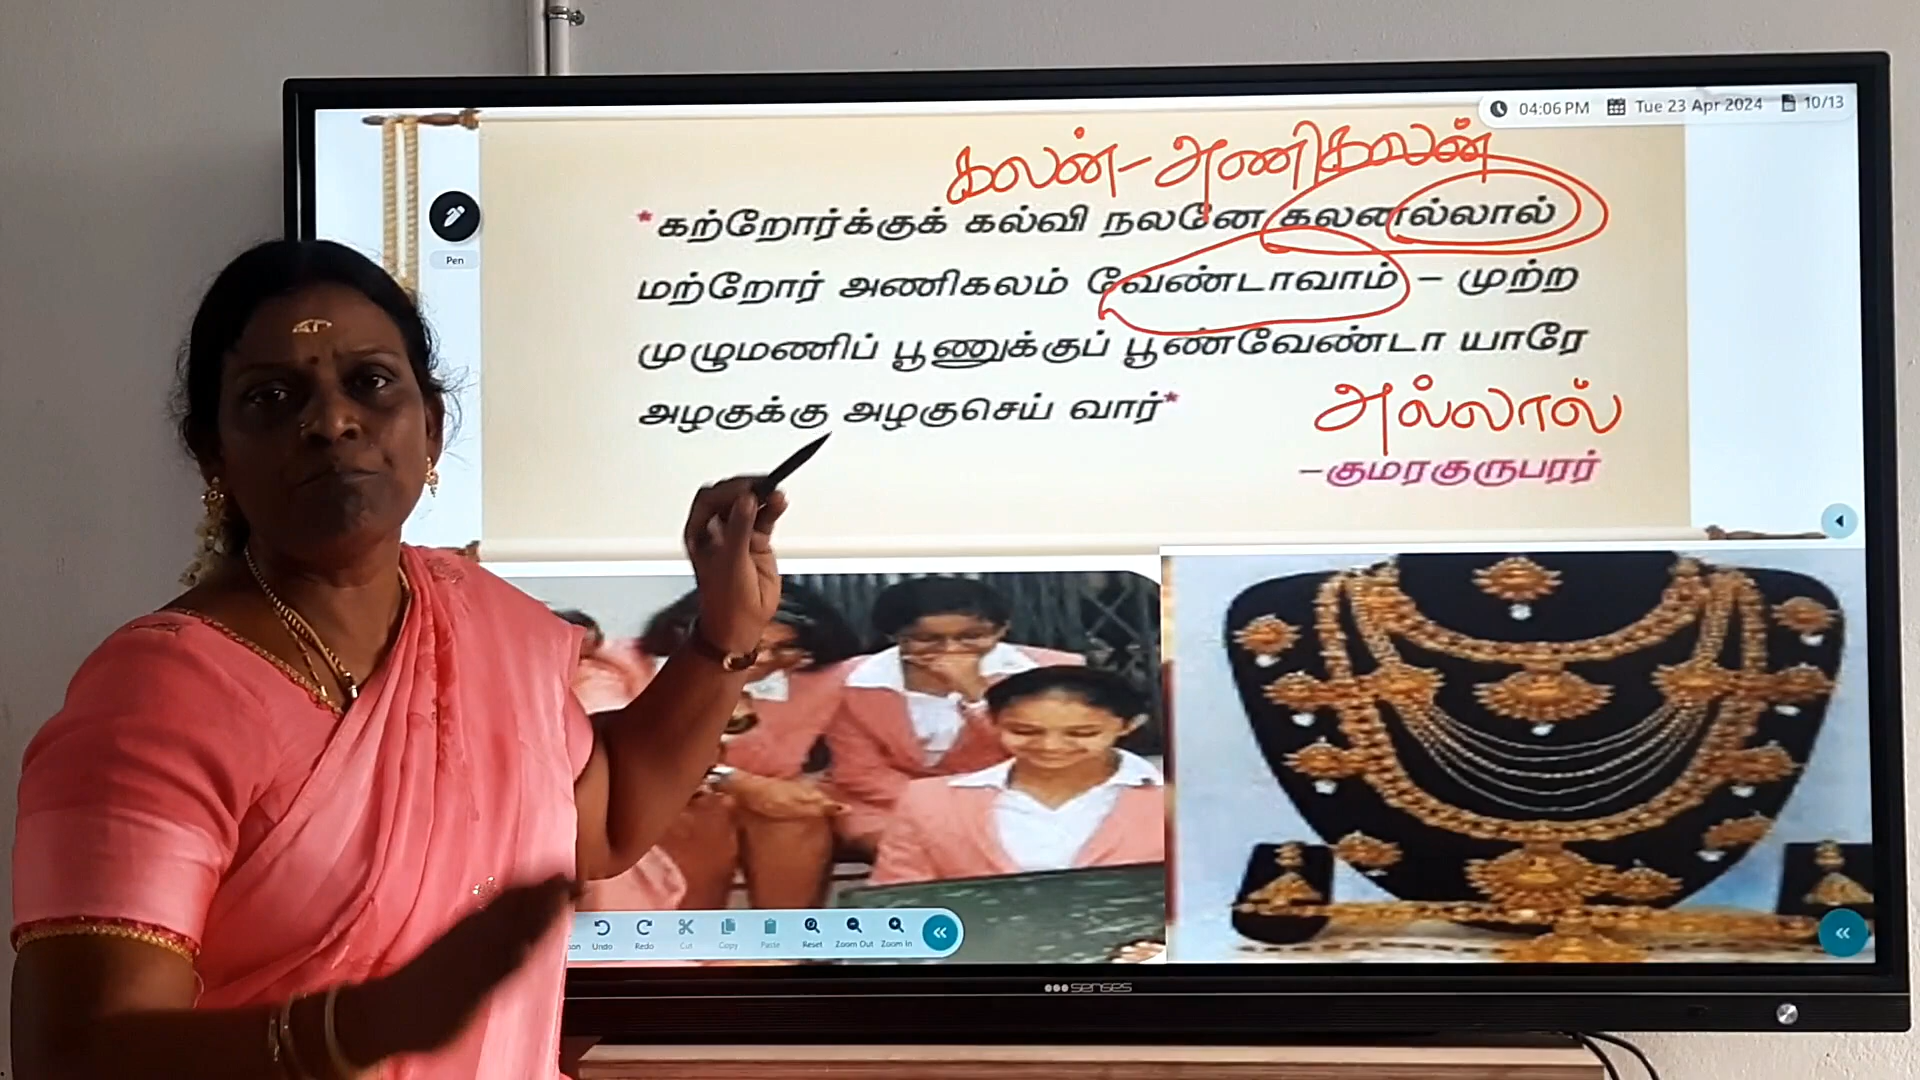 04:06 PM Tue 23 Apr 2024 10/13
கலன் - அணிகலன்
*கற்றோர்க்குக் கல்வி நலனே கலனல்லால்
மற்றோர் அணிகலம் வேண்டாவாம் – முற்ற
முழுமணிப் பூணுக்குப் பூண்வேண்டா யாரே
அழகுக்கு அழகுசெய் வார்*
அல்லால்
–குமரகுருபரர்
Pen
Undo Redo Cut Copy Paste Reset Zoom Out Zoom In
senses